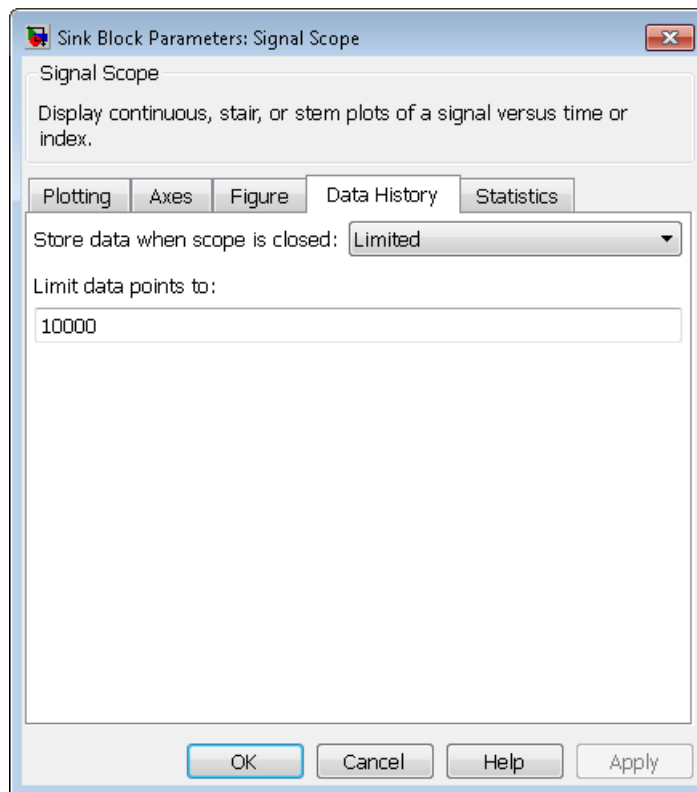 Sink Block Parameters: Signal Scope
Signal Scope
Display continuous, stair, or stem plots of a signal versus time or
index.
Plotting Axes Figure Data History Statistics
Store data when scope is closed: Limited
Limit data points to:
10000
OK Cancel Help Apply